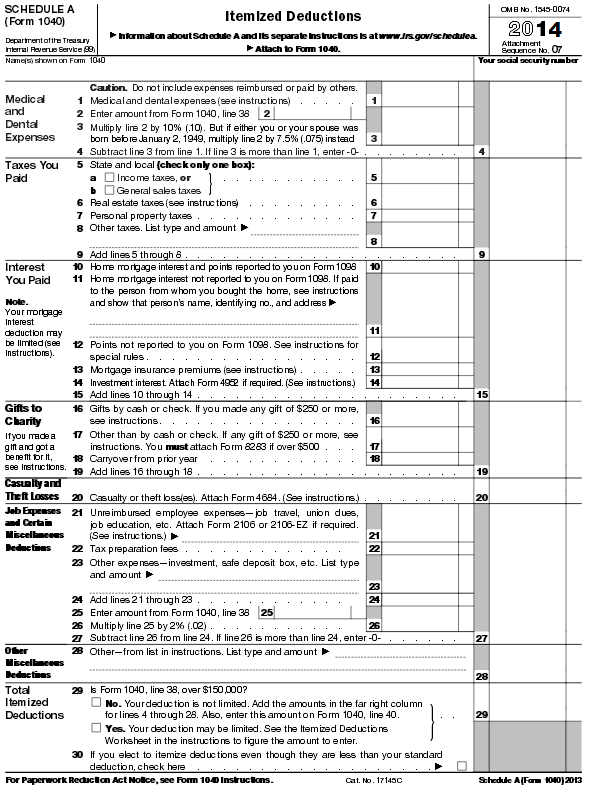 SCHEDULE A
(Form 1040)
Department of the Treasury
Internal Revenue Service (99)
Itemized Deductions
▶ Information about Schedule A and its separate instructions is at www.irs.gov/schedulea.
▶ Attach to Form 1040.
OMB No. 1545-0074
2014
Attachment
Sequence No. 07
Name(s) shown on Form 1040
Your social security number
Medical
and
Dental
Expenses
Caution. Do not include expenses reimbursed or paid by others.
1 Medical and dental expenses (see instructions) . . . . . 1
2 Enter amount from Form 1040, line 38 2
3 Multiply line 2 by 10% (.10). But if either you or your spouse was
born before January 2, 1949, multiply line 2 by 7.5% (.075) instead 3
4 Subtract line 3 from line 1. If line 3 is more than line 1, enter -0- . . . . . . . . 4
Taxes You
Paid
5 State and local (check only one box):
a Income taxes, or
b General sales taxes } . . . . . . . . . . . 5
6 Real estate taxes (see instructions) . . . . . . . . . 6
7 Personal property taxes . . . . . . . . . . . . . 7
8 Other taxes. List type and amount ▶
8
9 Add lines 5 through 8 . . . . . . . . . . . . . . . . . . . . . . 9
Interest
You Paid
Note.
Your mortgage
interest
deduction may
be limited (see
instructions).
10 Home mortgage interest and points reported to you on Form 1098 10
11 Home mortgage interest not reported to you on Form 1098. If paid
to the person from whom you bought the home, see instructions
and show that person's name, identifying no., and address ▶
11
12 Points not reported to you on Form 1098. See instructions for
special rules . . . . . . . . . . . . . . . . . 12
13 Mortgage insurance premiums (see instructions) . . . . . 13
14 Investment interest. Attach Form 4952 if required. (See instructions.) 14
15 Add lines 10 through 14 . . . . . . . . . . . . . . . . . . . . . 15
Gifts to
Charity
If you made a
gift and got a
benefit for it,
see instructions.
16 Gifts by cash or check. If you made any gift of $250 or more,
see instructions . . . . . . . . . . . . . . . . 16
17 Other than by cash or check. If any gift of $250 or more, see
instructions. You must attach Form 8283 if over $500 . . . 17
18 Carryover from prior year . . . . . . . . . . . . 18
19 Add lines 16 through 18 . . . . . . . . . . . . . . . . . . . . . 19
Casualty and
Theft Losses
20 Casualty or theft loss(es). Attach Form 4684. (See instructions.) . . . . . . . . 20
Job Expenses
and Certain
Miscellaneous
Deductions
21 Unreimbursed employee expenses—job travel, union dues,
job education, etc. Attach Form 2106 or 2106-EZ if required.
(See instructions.) ▶ 21
22 Tax preparation fees . . . . . . . . . . . . . 22
23 Other expenses—investment, safe deposit box, etc. List type
and amount ▶
23
24 Add lines 21 through 23 . . . . . . . . . . . . 24
25 Enter amount from Form 1040, line 38 25
26 Multiply line 25 by 2% (.02) . . . . . . . . . . . 26
27 Subtract line 26 from line 24. If line 26 is more than line 24, enter -0- . . . . . . 27
Other
Miscellaneous
Deductions
28 Other—from list in instructions. List type and amount ▶
28
Total
Itemized
Deductions
29 Is Form 1040, line 38, over $150,000?
No. Your deduction is not limited. Add the amounts in the far right column
for lines 4 through 28. Also, enter this amount on Form 1040, line 40. } . . 29
Yes. Your deduction may be limited. See the Itemized Deductions
Worksheet in the instructions to figure the amount to enter.
30 If you elect to itemize deductions even though they are less than your standard
deduction, check here . . . . . . . . . . . . . . . . . . . ▶
For Paperwork Reduction Act Notice, see Form 1040 instructions.
Cat. No. 17145C
Schedule A (Form 1040) 2013